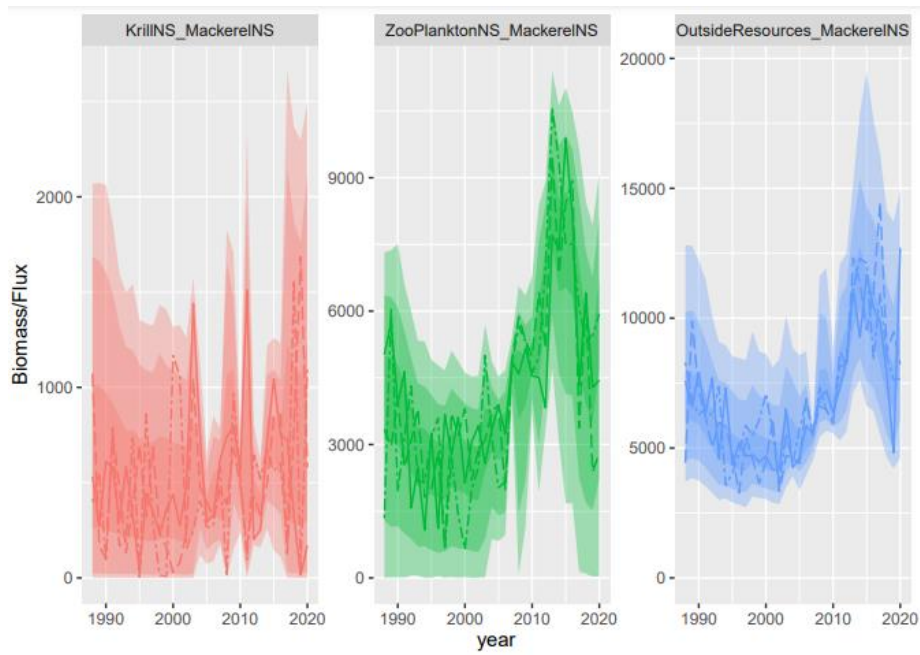 KrillNS_MackerelNS
ZooPlanktonNS_MackerelNS
OutsideResources_MackerelNS
Biomass/Flux
2000
1000
0
9000
6000
3000
0
20000
15000
10000
5000
0
1990 2000 2010 2020
1990 2000 2010 2020
1990 2000 2010 2020
year